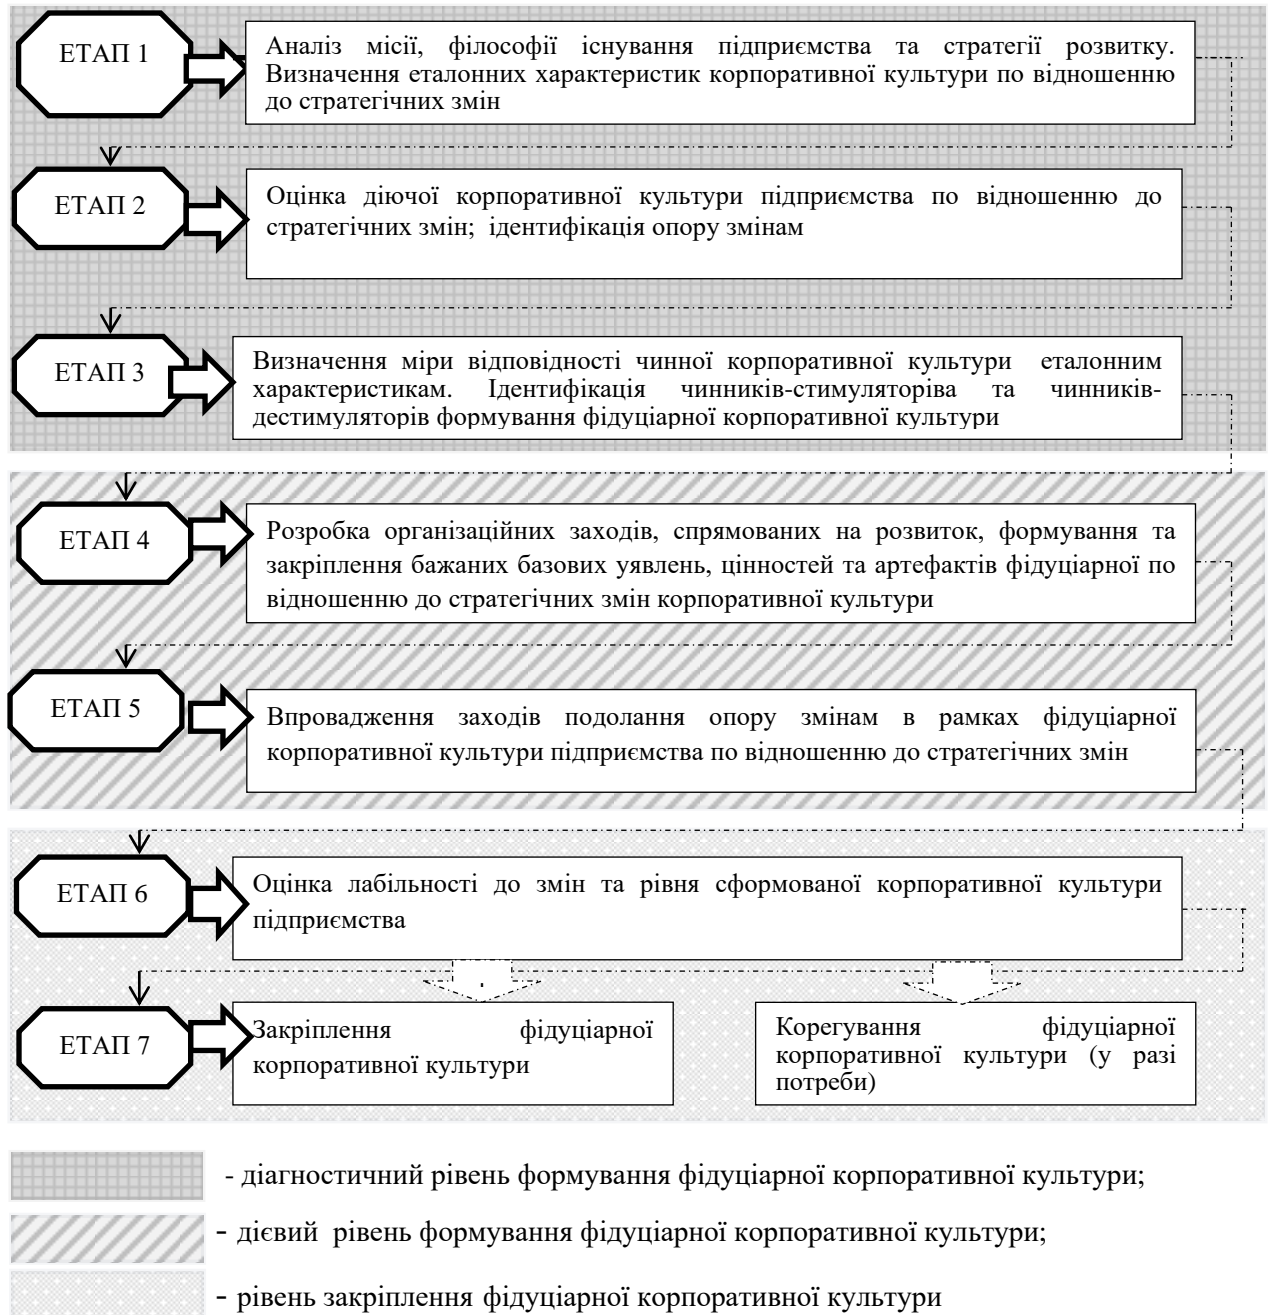 ЕТАП 1
Аналіз місії, філософії існування підприємства та стратегії розвитку.
Визначення еталонних характеристик корпоративної культури по відношенню
до стратегічних змін
ЕТАП 2
Оцінка діючої корпоративної культури підприємства по відношенню до
стратегічних змін; ідентифікація опору змінам
ЕТАП 3
Визначення міри відповідності чинної корпоративної культури еталонним
характеристикам. Ідентифікація чинників-стимуляторіва та чинників-
дестимуляторів формування фідуціарної корпоративної культури
ЕТАП 4
Розробка організаційних заходів, спрямованих на розвиток, формування та
закріплення бажаних базових уявлень, цінностей та артефактів фідуціарної по
відношенню до стратегічних змін корпоративної культури
ЕТАП 5
Впровадження заходів подолання опору змінам в рамках фідуціарної
корпоративної культури підприємства по відношенню до стратегічних змін
ЕТАП 6
Оцінка лабільності до змін та рівня сформованої корпоративної культури
підприємства
ЕТАП 7
Закріплення фідуціарної
корпоративної культури
Корегування фідуціарної
корпоративної культури (у разі
потреби)
- діагностичний рівень формування фідуціарної корпоративної культури;
- дієвий рівень формування фідуціарної корпоративної культури;
- рівень закріплення фідуціарної корпоративної культури